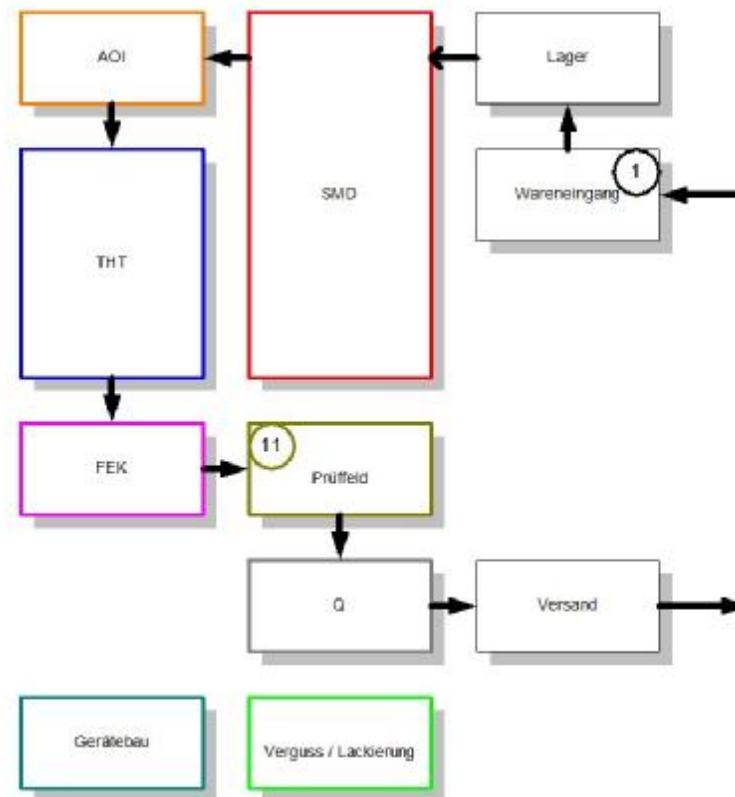 AOI
SMD
Lager
1
Wareneingang
THT
11
FEK
Prüffeld
Q
Versand
Gerätebau
Verguss / Lackierung